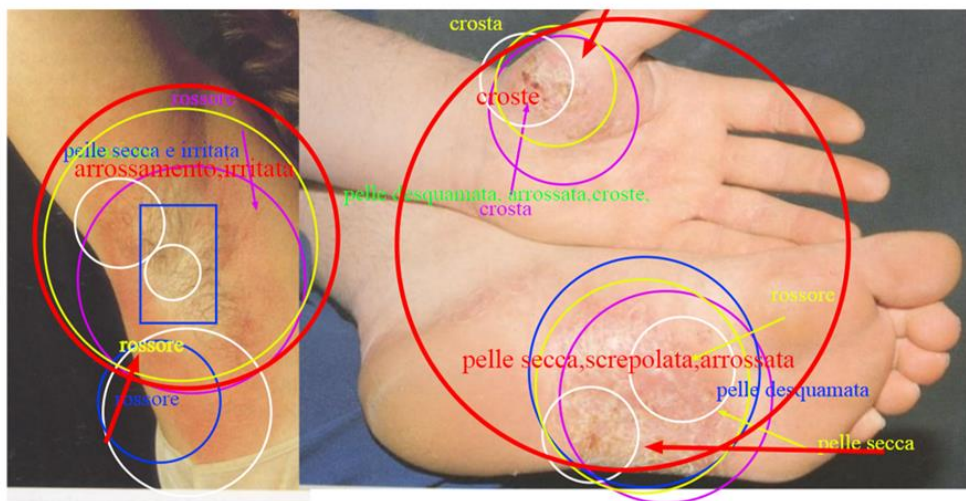 crosta
rossore
croste
pelle secca e irritata
arrossamento,irritata
pelle desquamata, arrossata,croste,
crosta
rossore
rossore
pelle secca,screpolata,arrossata
rossore
pelle desquamata
pelle secca